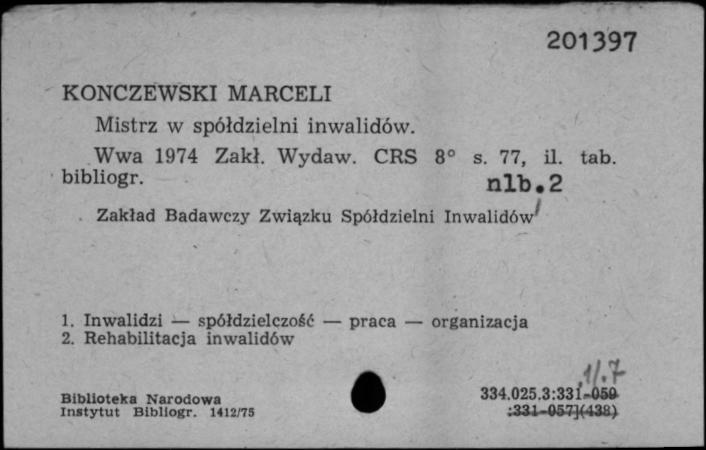 201397
KONCZEWSKI MARCELI
Mistrz w spółdzielni inwalidów.
Wwa 1974 Zakł. Wydaw. CRS 8° s. 77, il. tab.
bibliogr. nlb.2
Zakład Badawczy Związku Spółdzielni Inwalidów
1. Inwalidzi — spółdzielczość — praca — organizacja
2. Rehabilitacja inwalidów
1/.7
Biblioteka Narodowa 334.025.3:331-059
Instytut Bibliogr. 1412/75 :331-057](438)